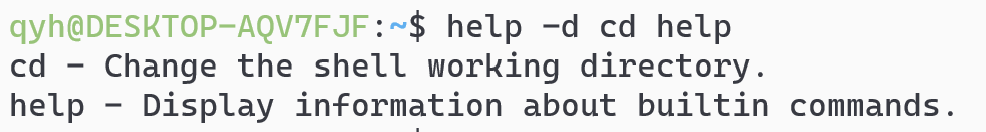 qyh@DESKTOP-AQV7FJF:~$ help -d cd help
cd - Change the shell working directory.
help - Display information about builtin commands.